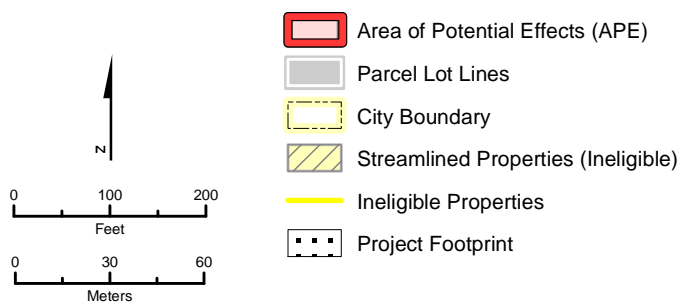 Area of Potential Effects (APE)
Parcel Lot Lines
City Boundary
Streamlined Properties (Ineligible)
Ineligible Properties
Project Footprint
N
0 100 200
Feet
0 30 60
Meters